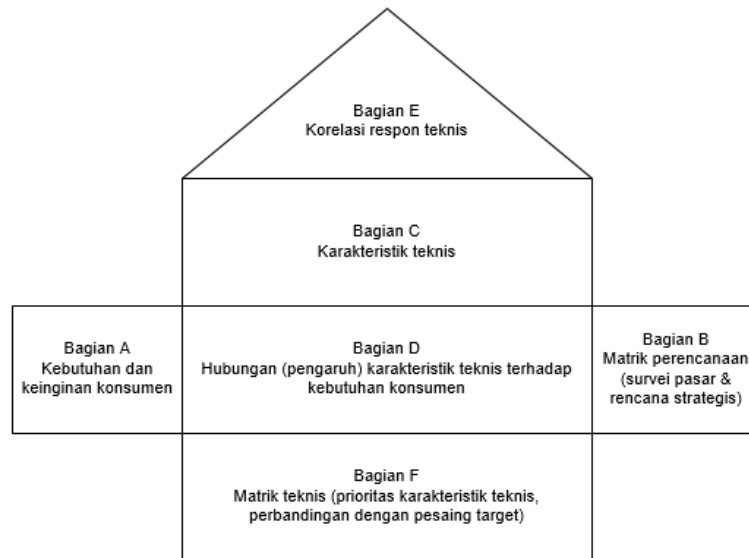 Bagian E
Korelasi respon teknis
Bagian C
Karakteristik teknis
Bagian A
Kebutuhan dan
keinginan konsumen
Bagian D
Hubungan (pengaruh) karakteristik teknis terhadap
kebutuhan konsumen
Bagian B
Matrik perencanaan
(survei pasar &
rencana strategis)
Bagian F
Matrik teknis (prioritas karakteristik teknis,
perbandingan dengan pesaing target)